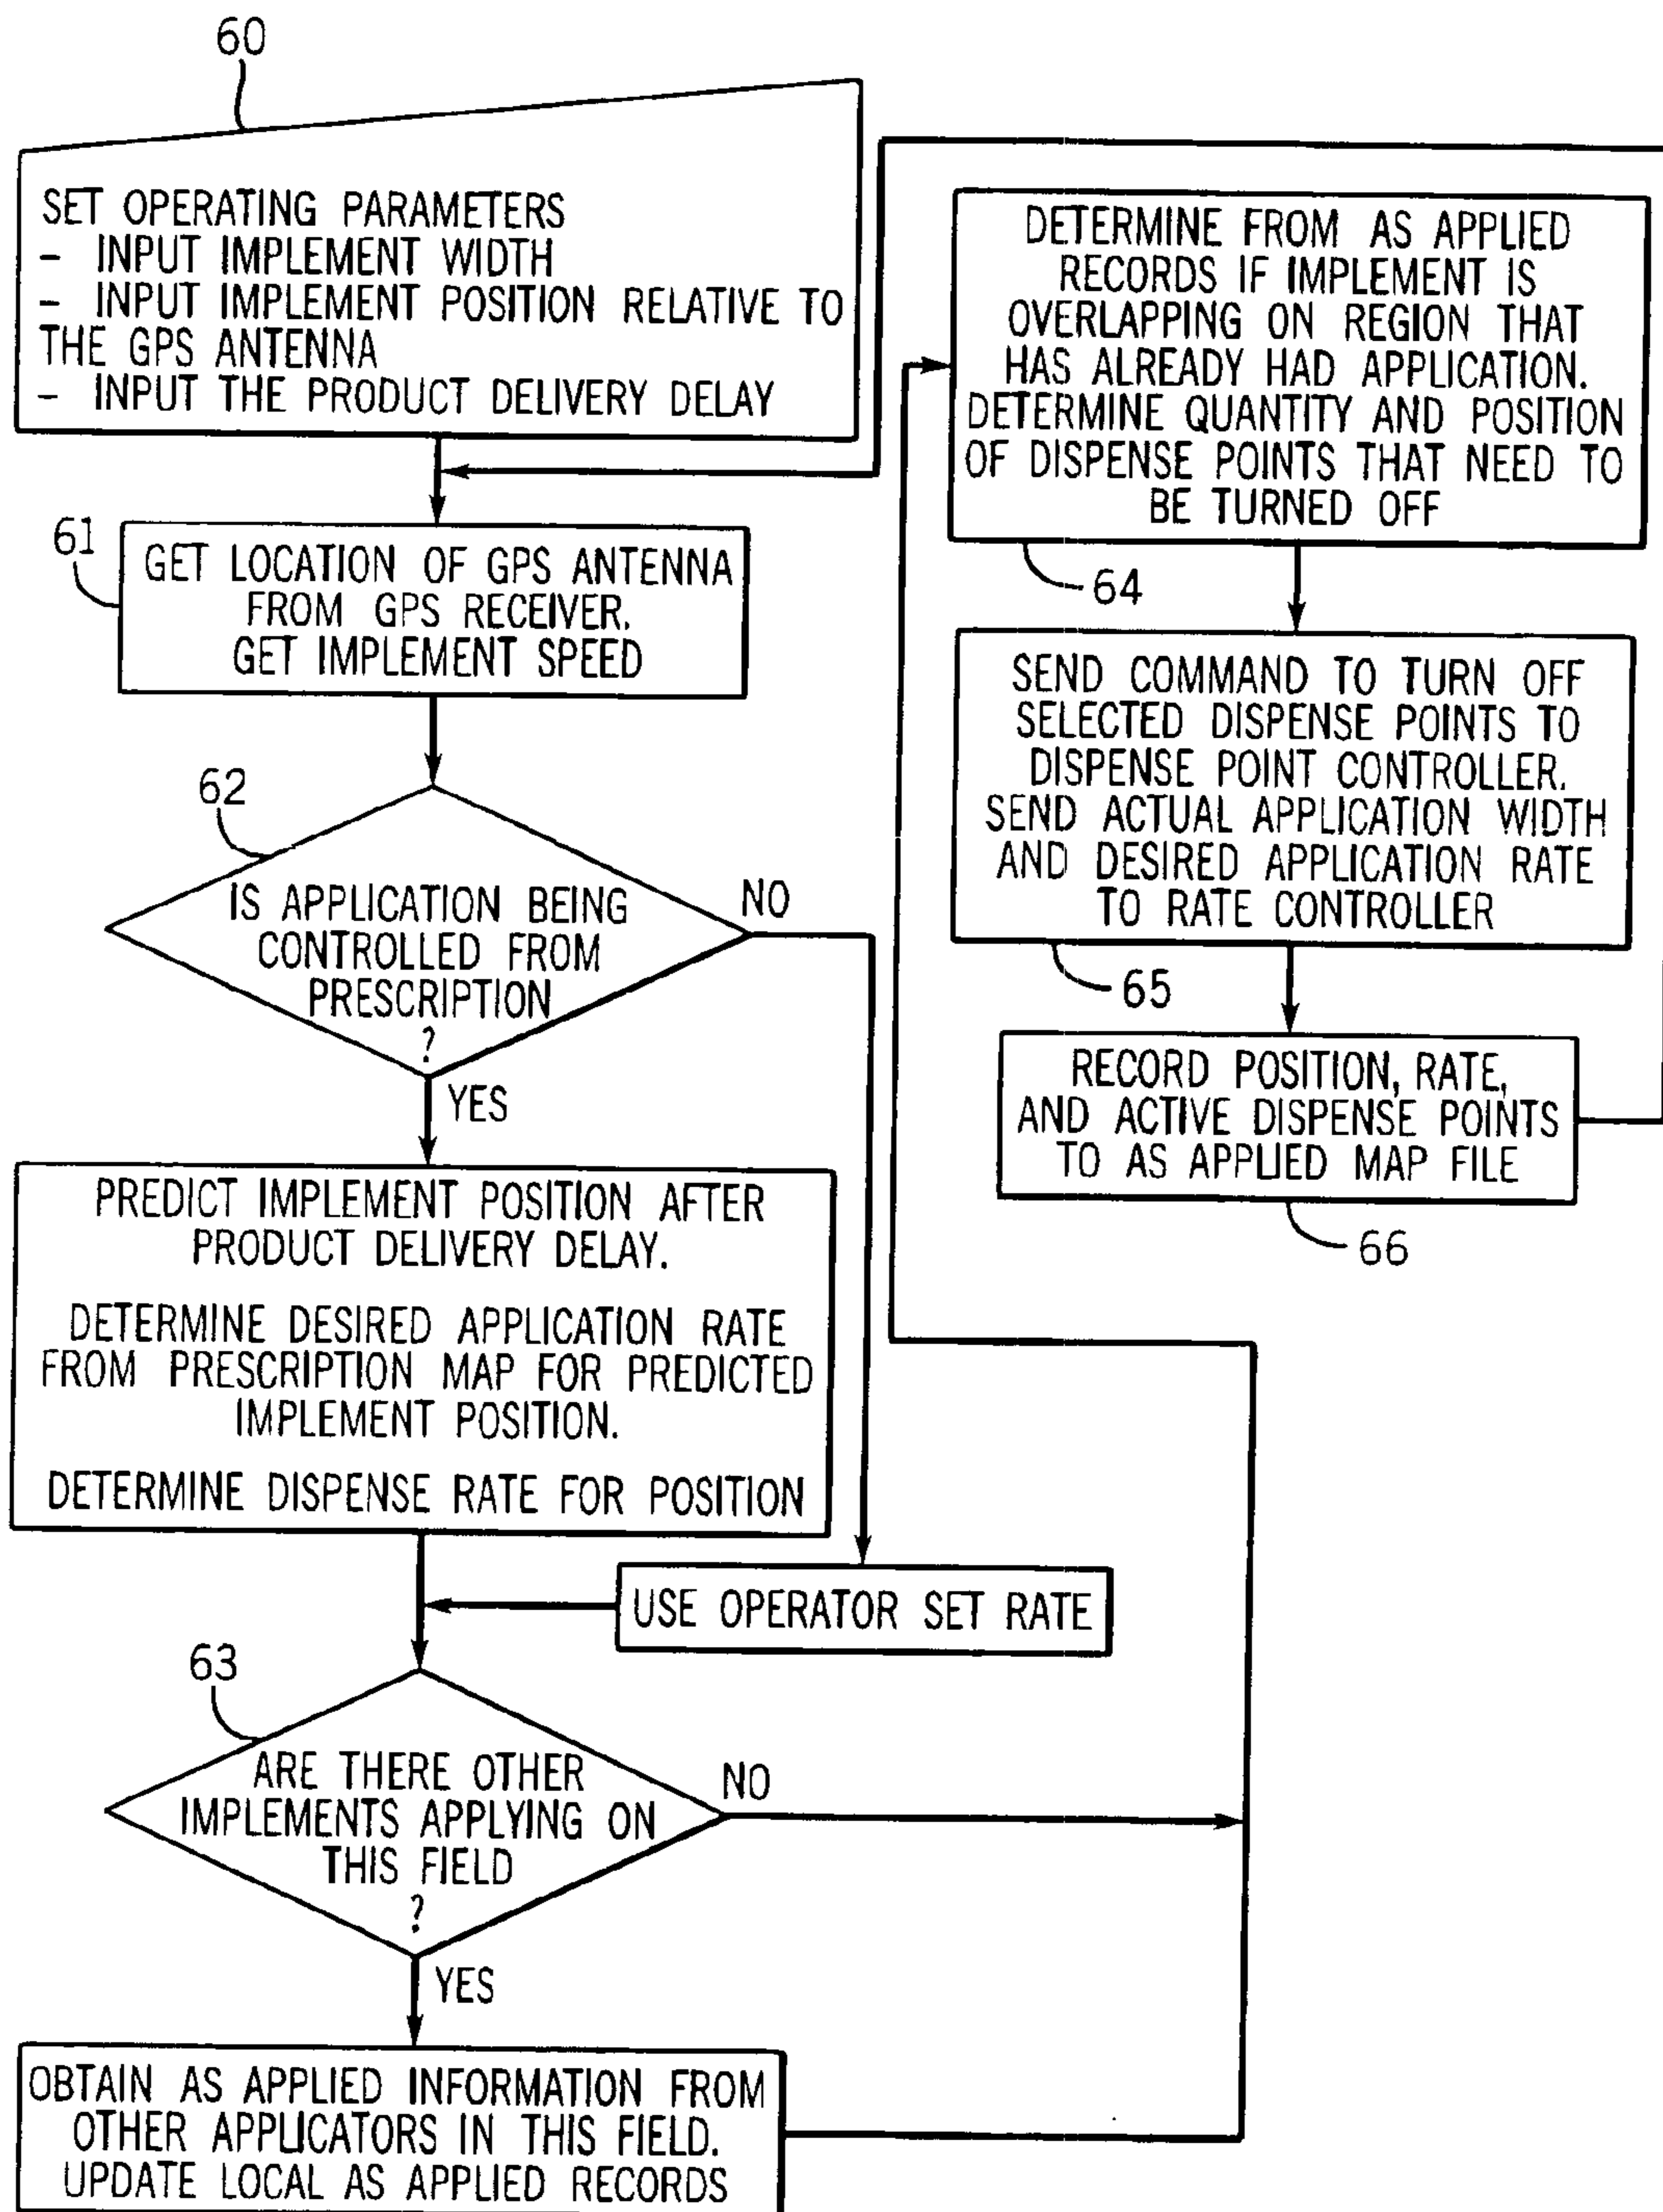 60
SET OPERATING PARAMETERS
- INPUT IMPLEMENT WIDTH
- INPUT IMPLEMENT POSITION RELATIVE TO
THE GPS ANTENNA
- INPUT THE PRODUCT DELIVERY DELAY
61
GET LOCATION OF GPS ANTENNA
FROM GPS RECEIVER.
GET IMPLEMENT SPEED
62
IS APPLICATION BEING
CONTROLLED FROM
PRESCRIPTION
?
NO
YES
PREDICT IMPLEMENT POSITION AFTER
PRODUCT DELIVERY DELAY.
DETERMINE DESIRED APPLICATION RATE
FROM PRESCRIPTION MAP FOR PREDICTED
IMPLEMENT POSITION.
DETERMINE DISPENSE RATE FOR POSITION
USE OPERATOR SET RATE
63
ARE THERE OTHER
IMPLEMENTS APPLYING ON
THIS FIELD
?
NO
YES
OBTAIN AS APPLIED INFORMATION FROM
OTHER APPLICATORS IN THIS FIELD.
UPDATE LOCAL AS APPLIED RECORDS
DETERMINE FROM AS APPLIED
RECORDS IF IMPLEMENT IS
OVERLAPPING ON REGION THAT
HAS ALREADY HAD APPLICATION.
DETERMINE QUANTITY AND POSITION
OF DISPENSE POINTS THAT NEED TO
BE TURNED OFF
64
SEND COMMAND TO TURN OFF
SELECTED DISPENSE POINTS TO
DISPENSE POINT CONTROLLER.
SEND ACTUAL APPLICATION WIDTH
AND DESIRED APPLICATION RATE
TO RATE CONTROLLER
65
RECORD POSITION, RATE,
AND ACTIVE DISPENSE POINTS
TO AS APPLIED MAP FILE
66